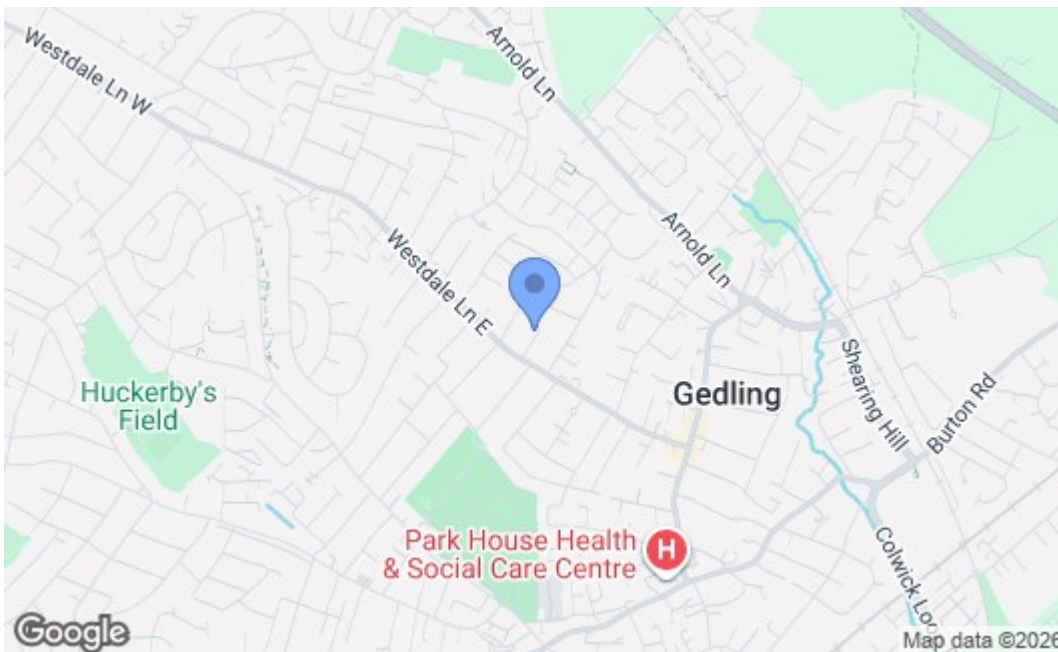 Westdale Ln W
Arnold Ln
Arnold Ln
Westdale Ln E
Huckerby's
Field
Gedling
Shearing Hill
Burton Rd
Park House Health
& Social Care Centre
H
Colwick Loo
Google
Map data ©2026